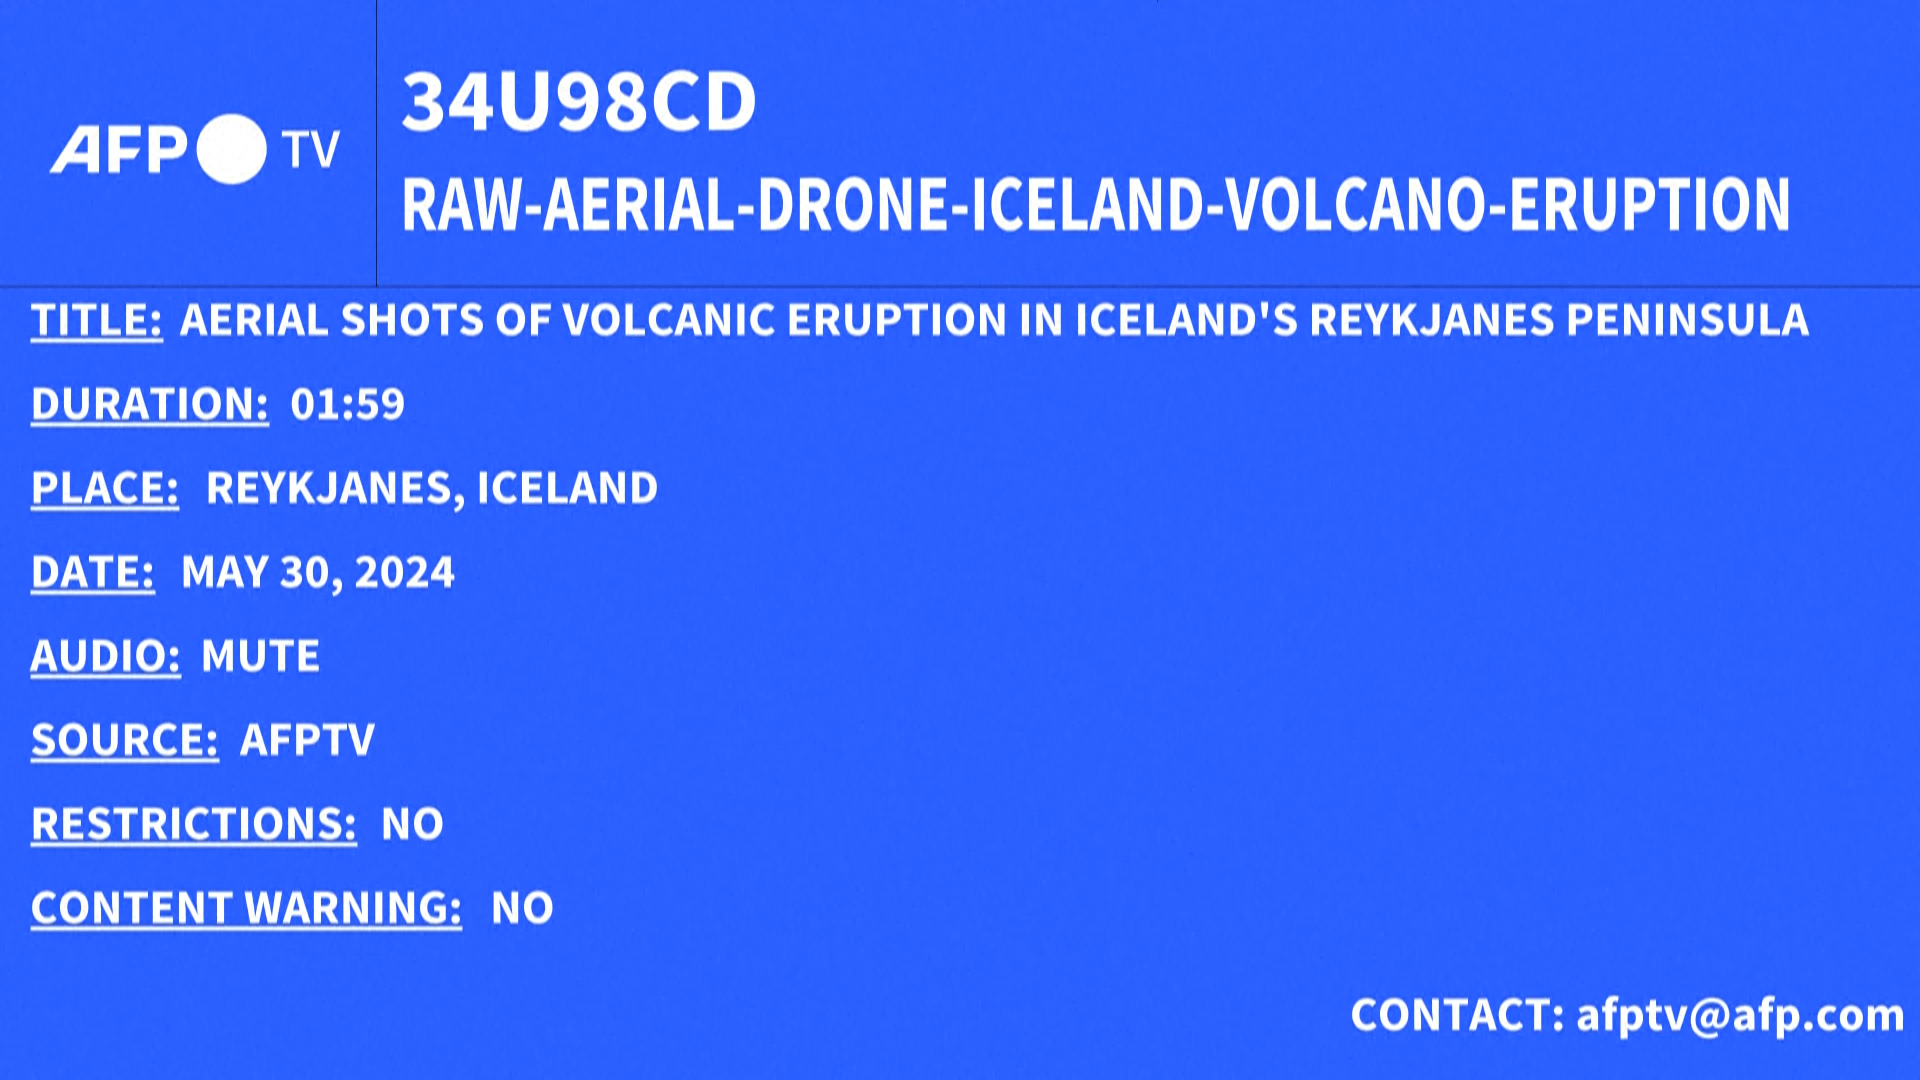 AFP TV
34U98CD
RAW-AERIAL-DRONE-ICELAND-VOLCANO-ERUPTION
TITLE: AERIAL SHOTS OF VOLCANIC ERUPTION IN ICELAND'S REYKJANES PENINSULA
DURATION: 01:59
PLACE: REYKJANES, ICELAND
DATE: MAY 30, 2024
AUDIO: MUTE
SOURCE: AFPTV
RESTRICTIONS: NO
CONTENT WARNING: NO
CONTACT: afptv@afp.com